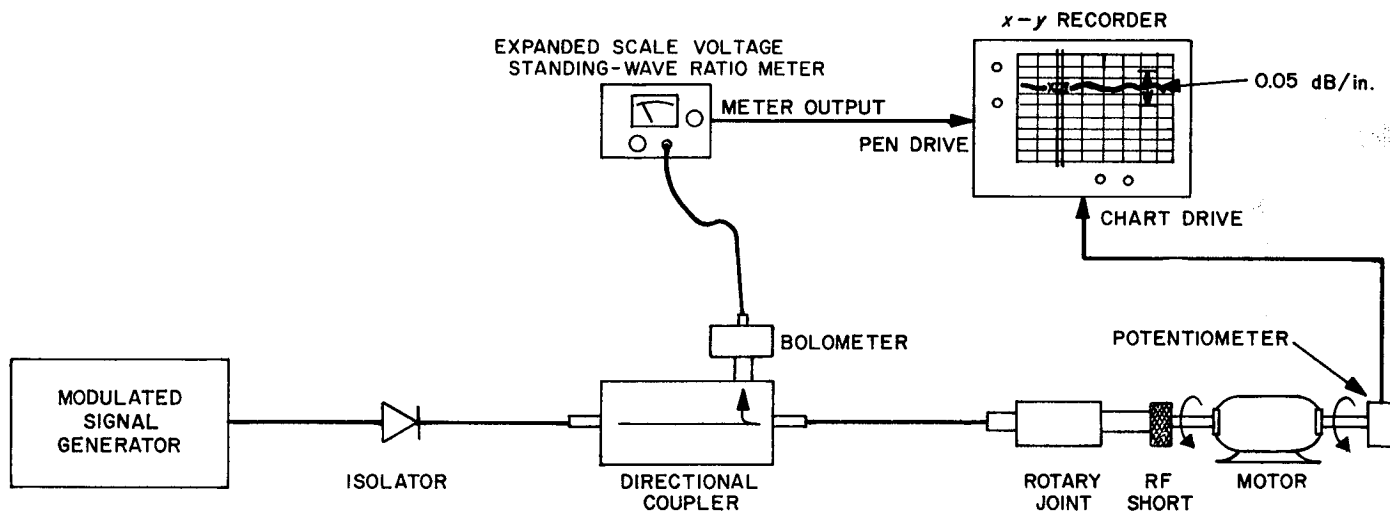 x-y RECORDER
EXPANDED SCALE VOLTAGE
STANDING-WAVE RATIO METER
0.05 dB/in.
METER OUTPUT
PEN DRIVE
CHART DRIVE
BOLOMETER
POTENTIOMETER
MODULATED
SIGNAL
GENERATOR
ISOLATOR
DIRECTIONAL
COUPLER
ROTARY
JOINT
RF
SHORT
MOTOR